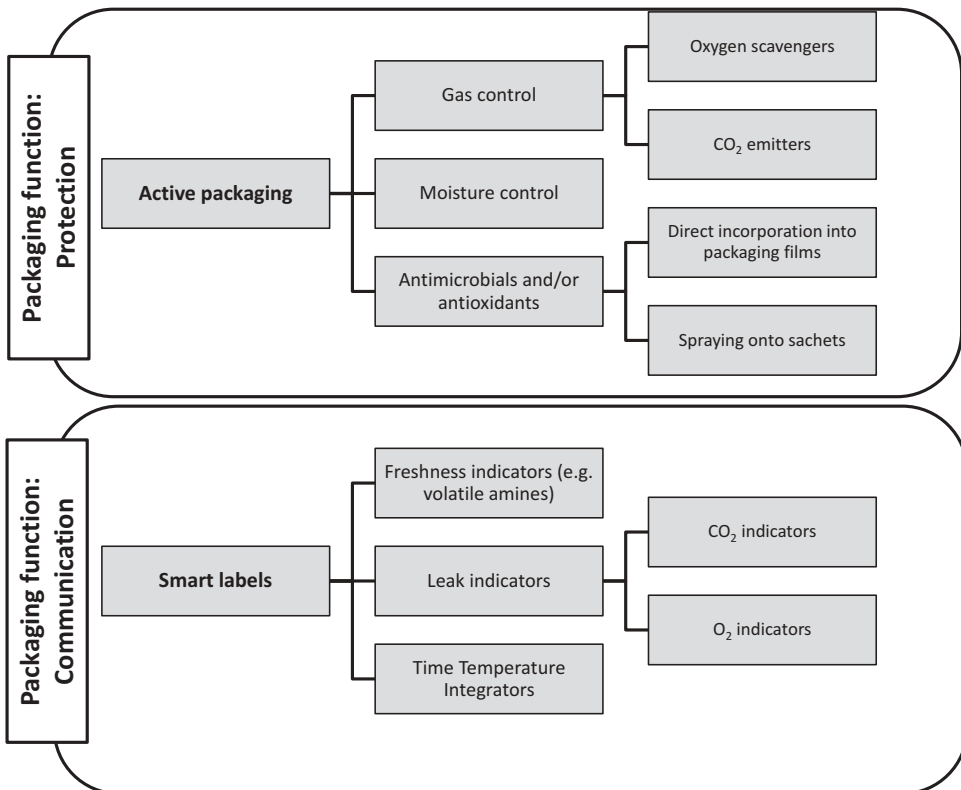 Packaging function:
Protection
Active packaging
Gas control
Moisture control
Antimicrobials and/or
antioxidants
Oxygen scavengers
CO₂ emitters
Direct incorporation into
packaging films
Spraying onto sachets
Packaging function:
Communication
Smart labels
Freshness indicators (e.g.
volatile amines)
Leak indicators
Time Temperature
Integrators
CO₂ indicators
O₂ indicators